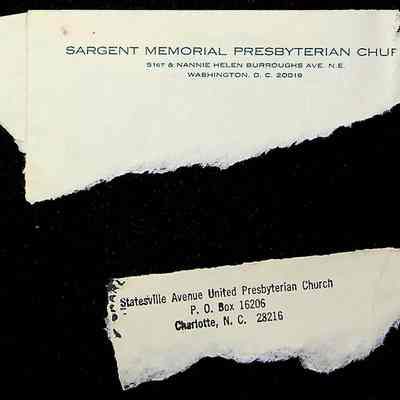 SARGENT MEMORIAL PRESBYTERIAN CHUR
51ST & NANNIE HELEN BURROUGHS AVE. N.E.
WASHINGTON, D. C. 20019
Statesville Avenue United Presbyterian Church
P. O. Box 16206
Charlotte, N. C. 28216